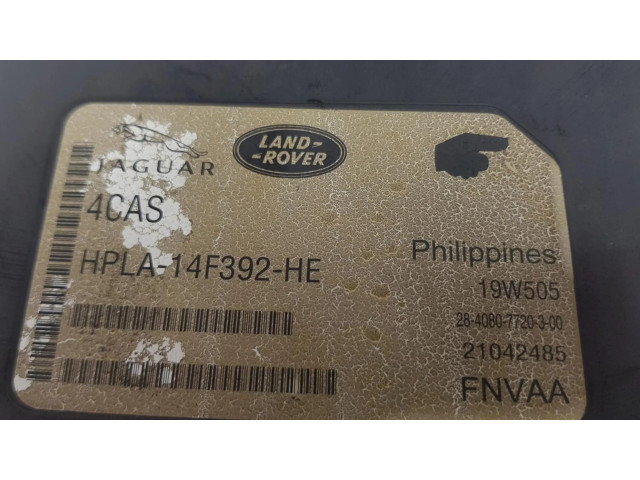 JAGUAR
LAND-
-ROVER
4CAS
HPLA-14F392-HE
Philippines
19W505
28-4080-7720-3-00
21042485
FNVAA